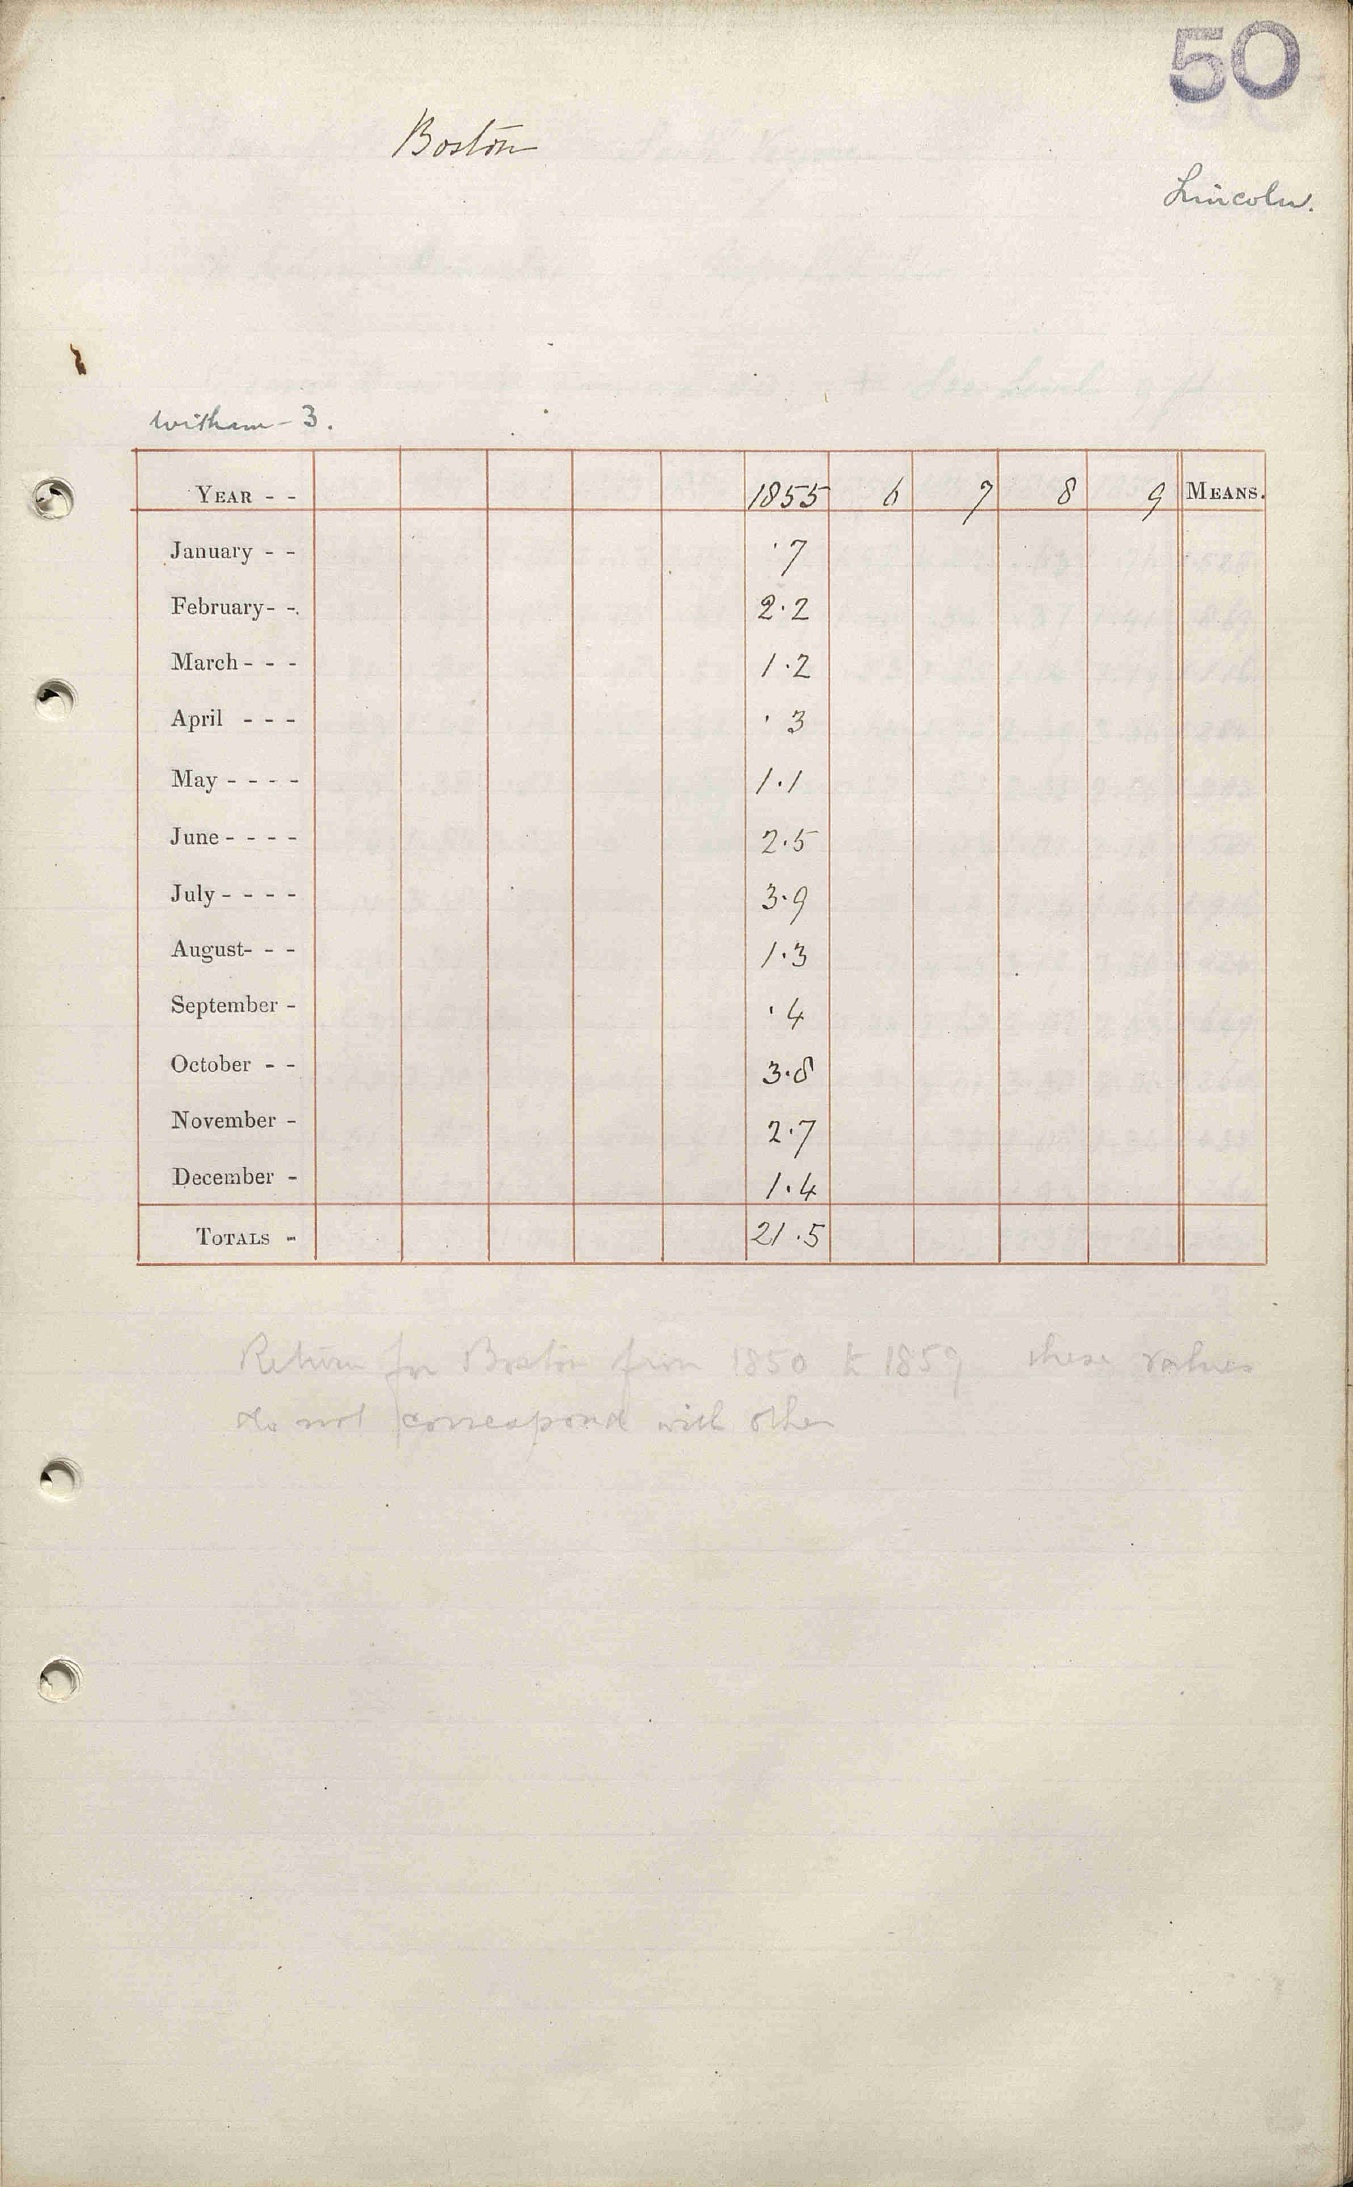 50
Boston
Lincoln.
Witham - 3.
YEAR - - 1855 6 7 8 9 MEANS.
January - - ·7
February - - 2·2
March - - - 1·2
April - - - ·3
May - - - - 1·1
June - - - - 2·5
July - - - - 3·9
August - - - 1·3
September - ·4
October - - 3·8
November - 2·7
December - 1·4
TOTALS - 21·5
Return for Boston from 1850 to 1859 these values
do not correspond with other